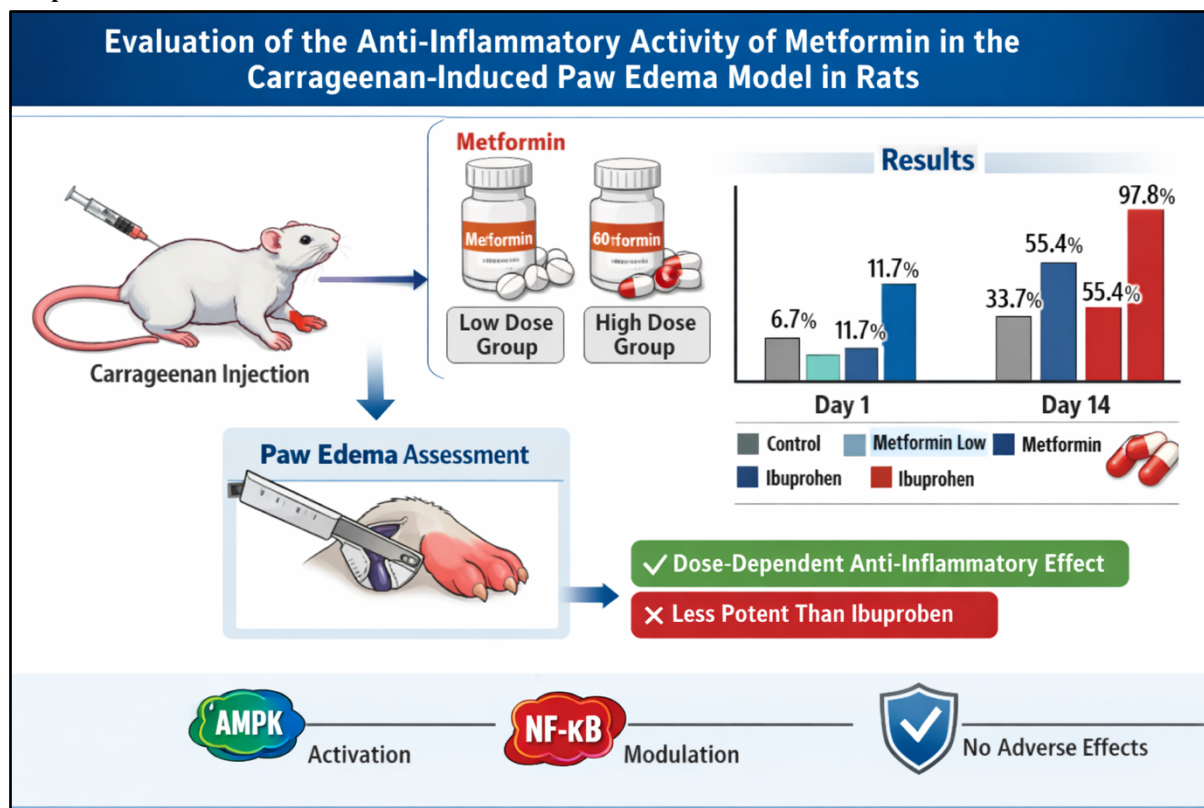 Evaluation of the Anti-Inflammatory Activity of Metformin in the
Carrageenan-Induced Paw Edema Model in Rats
Carrageenan Injection
Metformin
Metformin
Low Dose
Group
High Dose
Group
Paw Edema Assessment
Results
6.7%
11.7%
11.7%
33.7%
55.4%
55.4%
97.8%
Day 1
Day 14
Control
Metformin Low
Metformin
Ibuprohen
Ibuprohen
✓ Dose-Dependent Anti-Inflammatory Effect
✕ Less Potent Than Ibuproben
AMPK
Activation
NF-κB
Modulation
No Adverse Effects